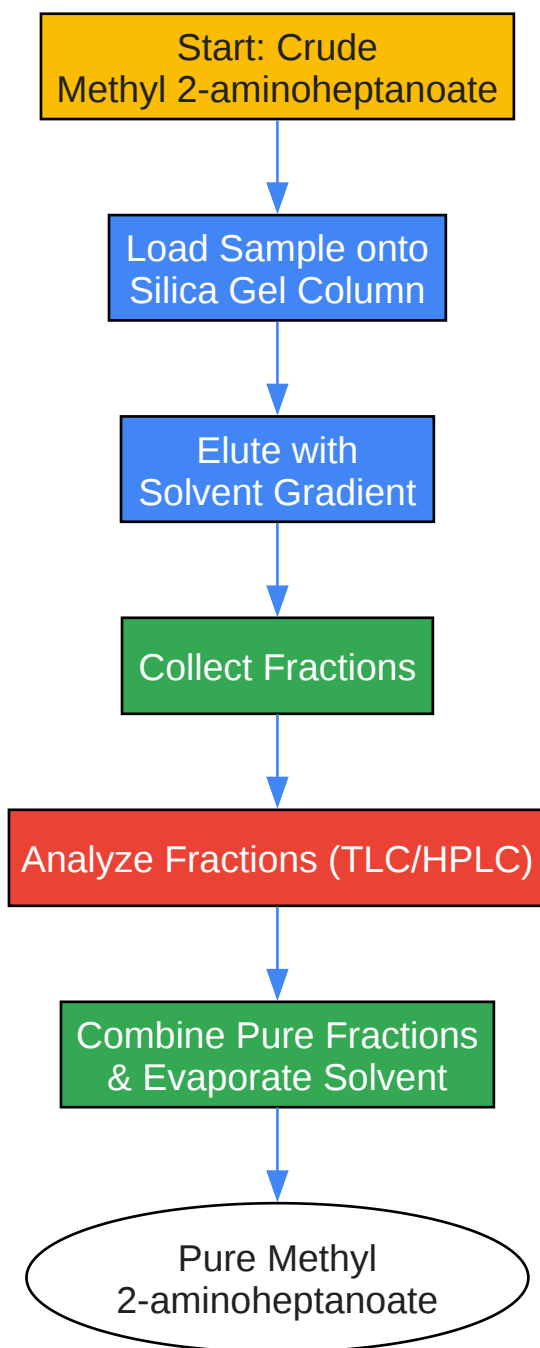 Start: Crude
Methyl 2-aminoheptanoate
Load Sample onto
Silica Gel Column
Elute with
Solvent Gradient
Collect Fractions
Analyze Fractions (TLC/HPLC)
Combine Pure Fractions
& Evaporate Solvent
Pure Methyl
2-aminoheptanoate